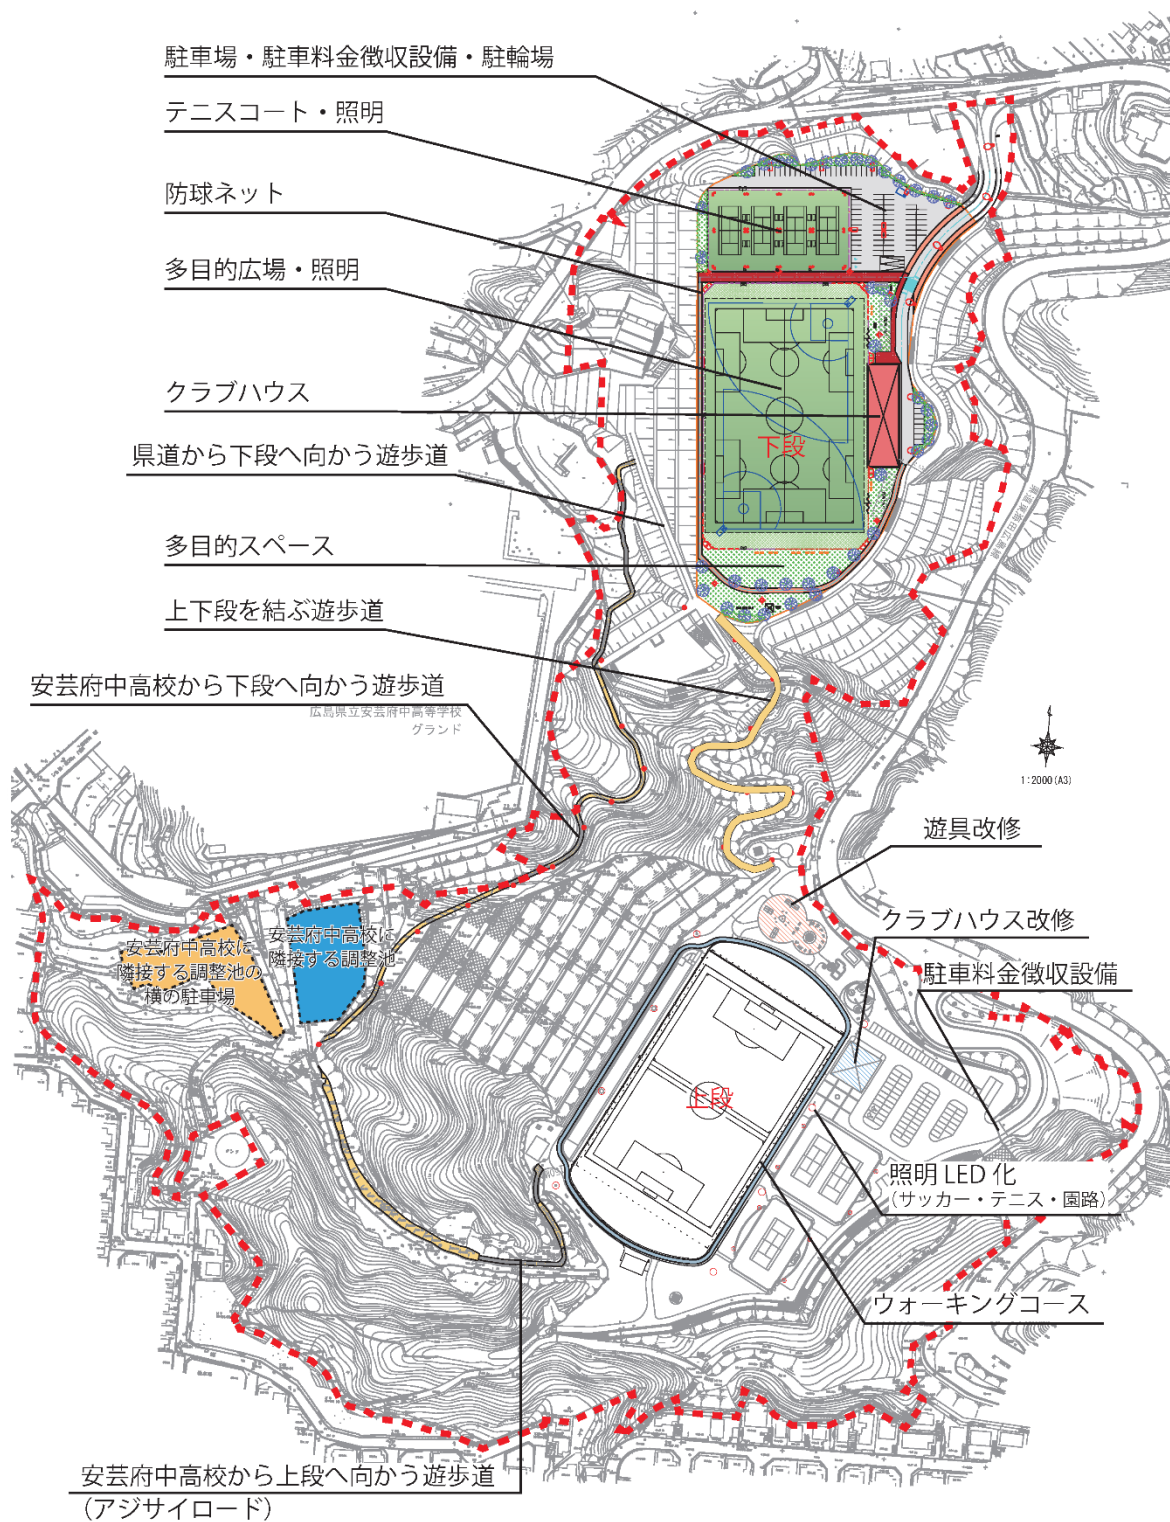 駐車場・駐車料金徴収設備・駐輪場
テニスコート・照明
防球ネット
多目的広場・照明
クラブハウス
下段
県道から下段へ向かう遊歩道
多目的スペース
上下段を結ぶ遊歩道
安芸府中高校から下段へ向かう遊歩道
広島県立安芸府中高等学校
グランド
1:2000(A3)
遊具改修
クラブハウス改修
駐車料金徴収設備
安芸府中高校に
隣接する調整池の
横の駐車場
安芸府中高校に
隣接する調整池
上段
照明 LED 化
（サッカー・テニス・園路）
ウォーキングコース
安芸府中高校から上段へ向かう遊歩道
（アジサイロード）